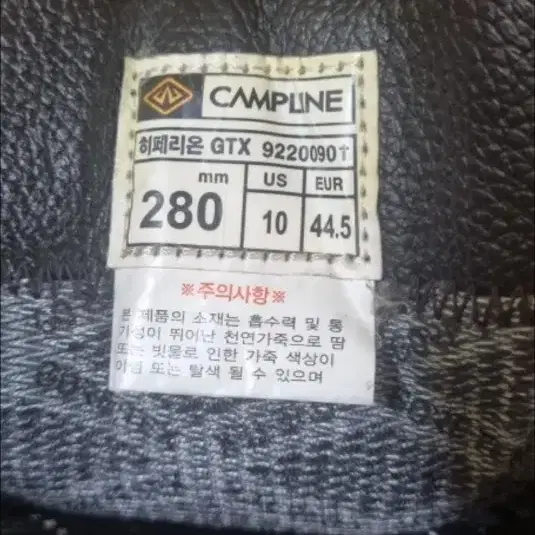 CAMPLINE
히페리온 GTX 9220090†
mm US EUR
280 10 44.5
※주의사항※
본 제품의 소재는 흡수력 및 통
기성이 뛰어난 천연가죽으로 땀
또는 빗물로 인한 가죽 색상이
이염 또는 탈색 될 수 있으며